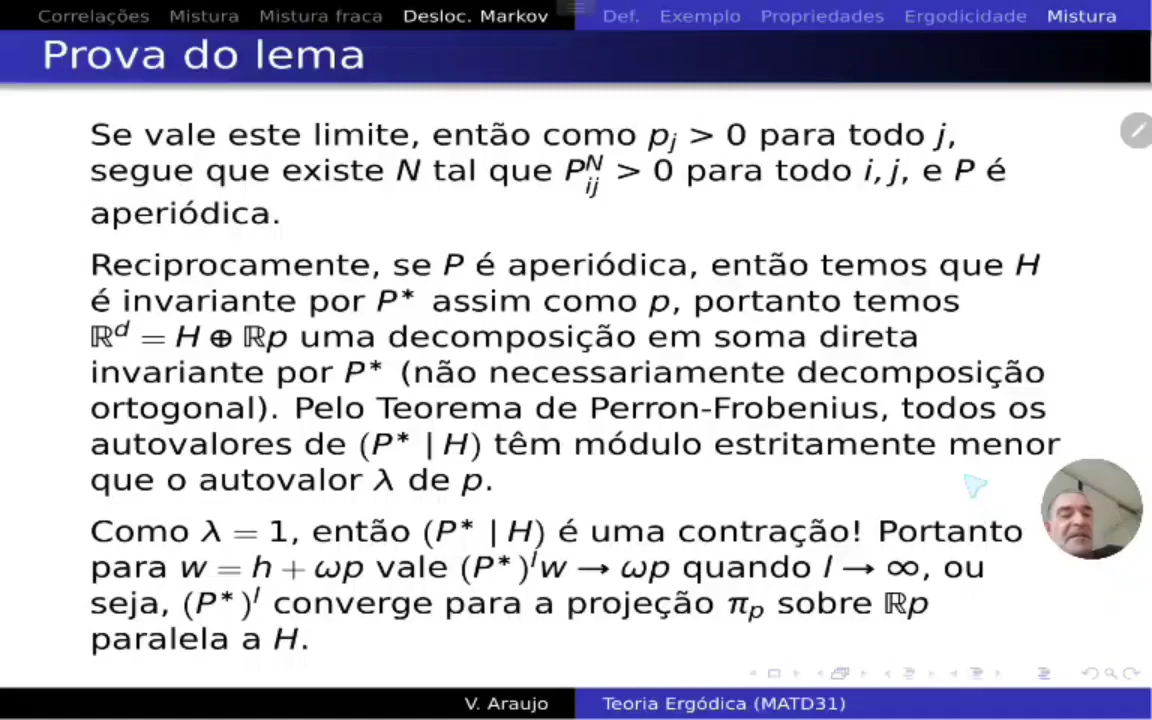 Correlações Mistura Mistura fraca Desloc. Markov Def. Exemplo Propriedades Ergodicidade Mistura
Prova do lema
Se vale este limite, então como p_j > 0 para todo j,
segue que existe N tal que P_{ij}^N > 0 para todo i, j, e P é
aperiódica.
Reciprocamente, se P é aperiódica, então temos que H
é invariante por P* assim como p, portanto temos
ℝ^d = H ⊕ ℝp uma decomposição em soma direta
invariante por P* (não necessariamente decomposição
ortogonal). Pelo Teorema de Perron-Frobenius, todos os
autovalores de (P* | H) têm módulo estritamente menor
que o autovalor λ de p.
Como λ = 1, então (P* | H) é uma contração! Portanto
para w = h + ωp vale (P*)^l w → ωp quando l → ∞, ou
seja, (P*)^l converge para a projeção π_p sobre ℝp
paralela a H.
V. Araujo Teoria Ergódica (MATD31)